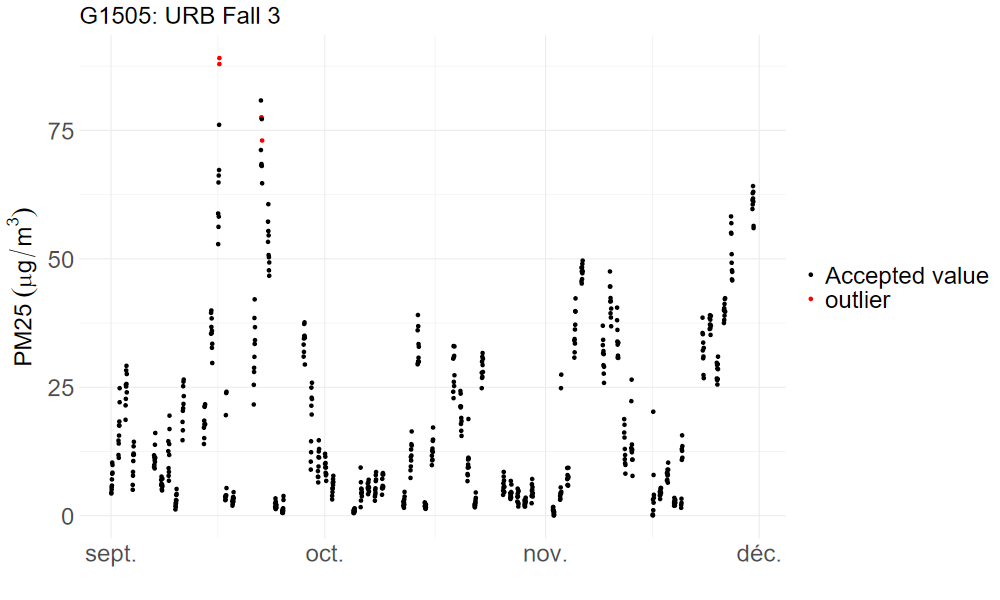 G1505: URB Fall 3
PM25 (μg/m³)
75
50
25
0
sept.
oct.
nov.
déc.
Accepted value
outlier